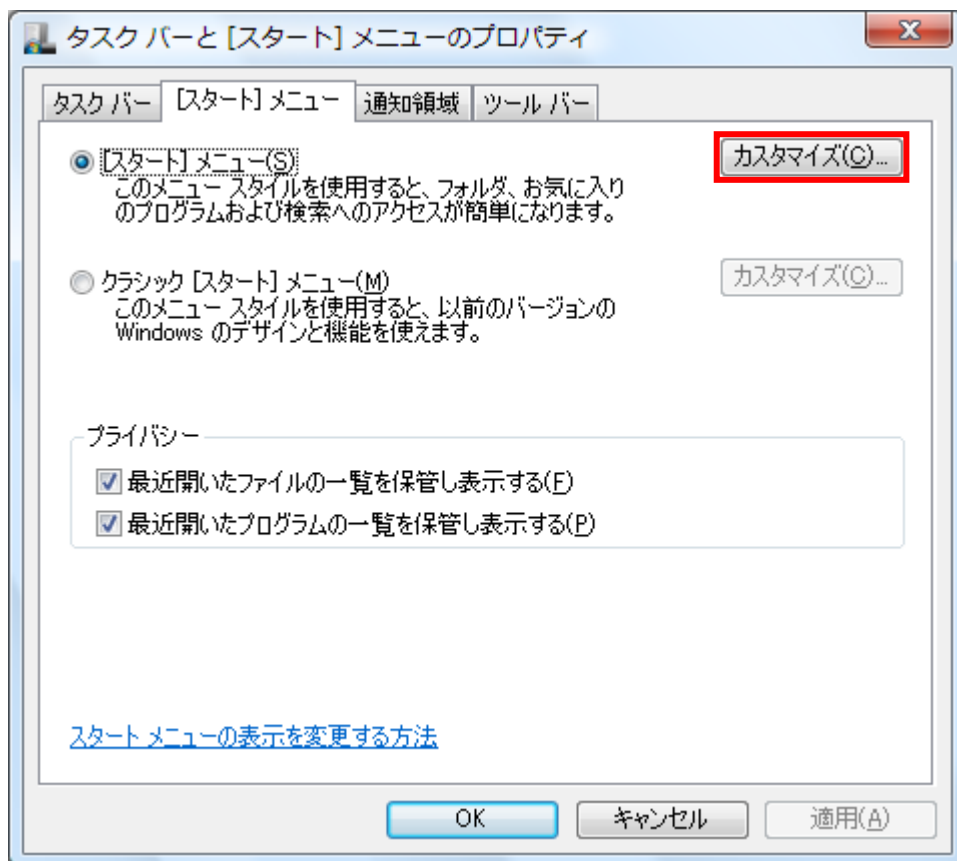 タスク バーと [スタート] メニューのプロパティ
タスク バー [スタート] メニュー 通知領域 ツール バー
[スタート] メニュー(S) カスタマイズ(C)...
このメニュー スタイルを使用すると、フォルダ、お気に入り
のプログラムおよび検索へのアクセスが簡単になります。
クラシック [スタート] メニュー(M) カスタマイズ(C)...
このメニュー スタイルを使用すると、以前のバージョンの
Windows のデザインと機能を使えます。
プライバシー
最近開いたファイルの一覧を保管し表示する(F)
最近開いたプログラムの一覧を保管し表示する(P)
スタート メニューの表示を変更する方法
OK キャンセル 適用(A)